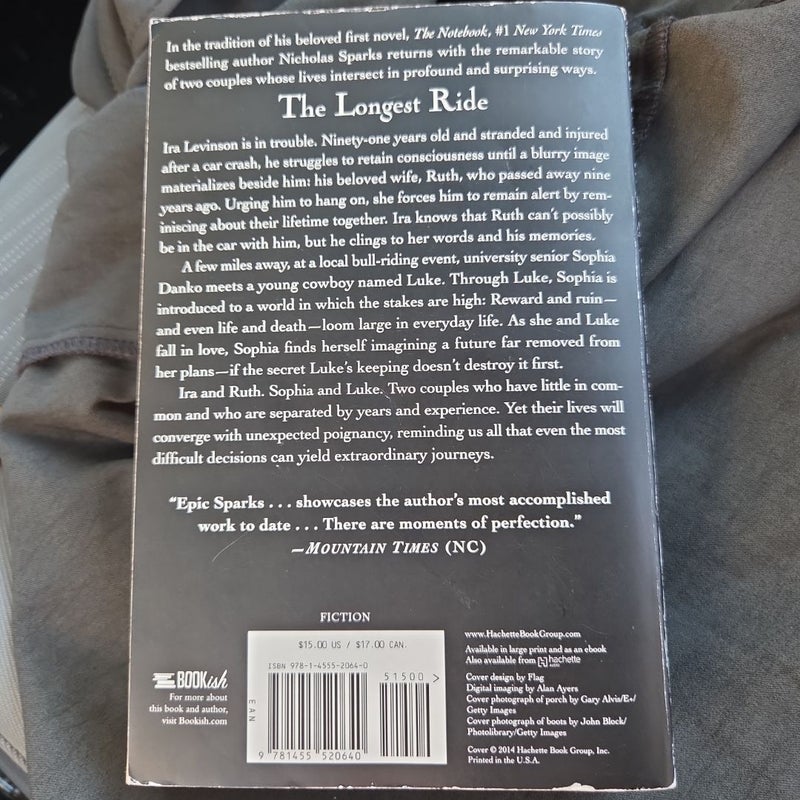 In the tradition of his beloved first novel, The Notebook, #1 New York Times
bestselling author Nicholas Sparks returns with the remarkable story
of two couples whose lives intersect in profound and surprising ways.
The Longest Ride
Ira Levinson is in trouble. Ninety-one years old and stranded and injured
after a car crash, he struggles to retain consciousness until a blurry image
materializes beside him: his beloved wife, Ruth, who passed away nine
years ago. Urging him to hang on, she forces him to remain alert by rem-
iniscing about their lifetime together. Ira knows that Ruth can't possibly
be in the car with him, but he clings to her words and his memories.
A few miles away, at a local bull-riding event, university senior Sophia
Danko meets a young cowboy named Luke. Through Luke, Sophia is
introduced to a world in which the stakes are high: Reward and ruin—
and even life and death—loom large in everyday life. As she and Luke
fall in love, Sophia finds herself imagining a future far removed from
her plans—if the secret Luke's keeping doesn't destroy it first.
Ira and Ruth. Sophia and Luke. Two couples who have little in com-
mon and who are separated by years and experience. Yet their lives will
converge with unexpected poignancy, reminding us all that even the most
difficult decisions can yield extraordinary journeys.
"Epic Sparks . . . showcases the author's most accomplished
work to date . . . There are moments of perfection."
—MOUNTAIN TIMES (NC)
FICTION
$15.00 US / $17.00 CAN.
ISBN 978-1-4555-2064-0
51500 >
EAN
9 781455 520640
BOOKish
For more about
this book and author,
visit Bookish.com
www.HachetteBookGroup.com
Available in large print and as an ebook
Also available from hachette
Cover design by Flag
Digital imaging by Alan Ayers
Cover photograph of porch by Gary Alvis/E+/
Getty Images
Cover photograph of boots by John Block/
Photolibrary/Getty Images
Cover © 2014 Hachette Book Group, Inc.
Printed in the U.S.A.